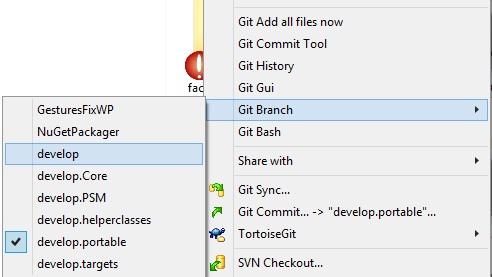 Git Add all files now
Git Commit Tool
Git History
Git Gui
Git Branch
Git Bash
Share with
Git Sync...
Git Commit... -> "develop.portable"...
TortoiseGit
SVN Checkout...
fac
GesturesFixWP
NuGetPackager
develop
develop.Core
develop.PSM
develop.helperclasses
develop.portable
develop.targets